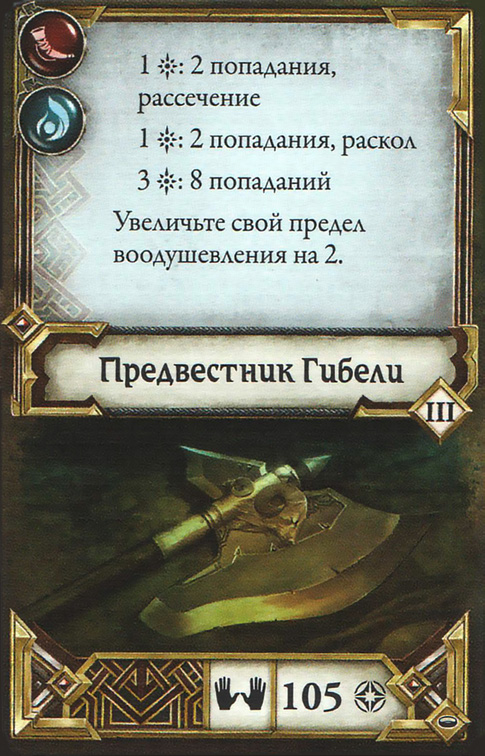 1 : 2 попадания,
рассечение
1 : 2 попадания, раскол
3 : 8 попаданий
Увеличьте свой предел
воодушевления на 2.
Предвестник Гибели
III
105